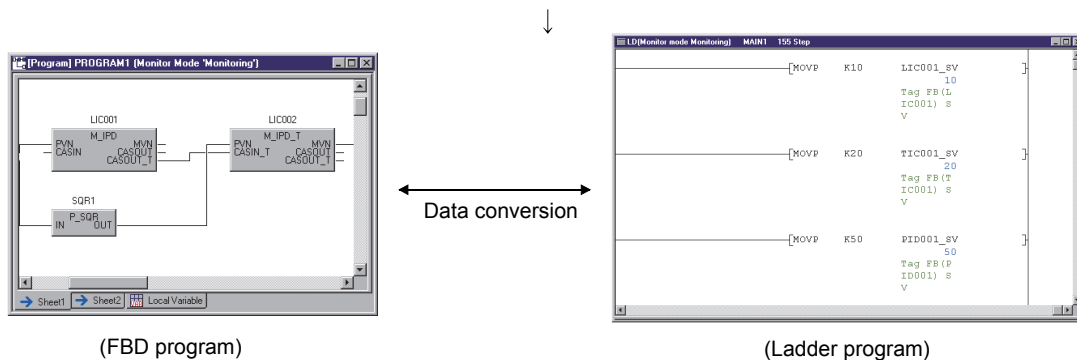 ↓
[Program] PROGRAM1 (Monitor Mode 'Monitoring')
LIC001
M_IPD
PVN
CASIN
MVN
CASOUT
CASOUT_T
LIC002
M_IPD_T
PVN
CASIN_T
MVN
CASOUT
CASOUT_T
SQR1
P_SQR
IN OUT
Sheet1 Sheet2 Local Variable
(FBD program)
Data conversion
LD(Monitor mode Monitoring) MAIN1 155 Step
[MOVP K10 LIC001_SV ]
10
Tag FB(L
IC001) S
V
[MOVP K20 TIC001_SV ]
20
Tag FB(T
IC001) S
V
[MOVP K50 PID001_SV ]
50
Tag FB(P
ID001) S
V
(Ladder program)